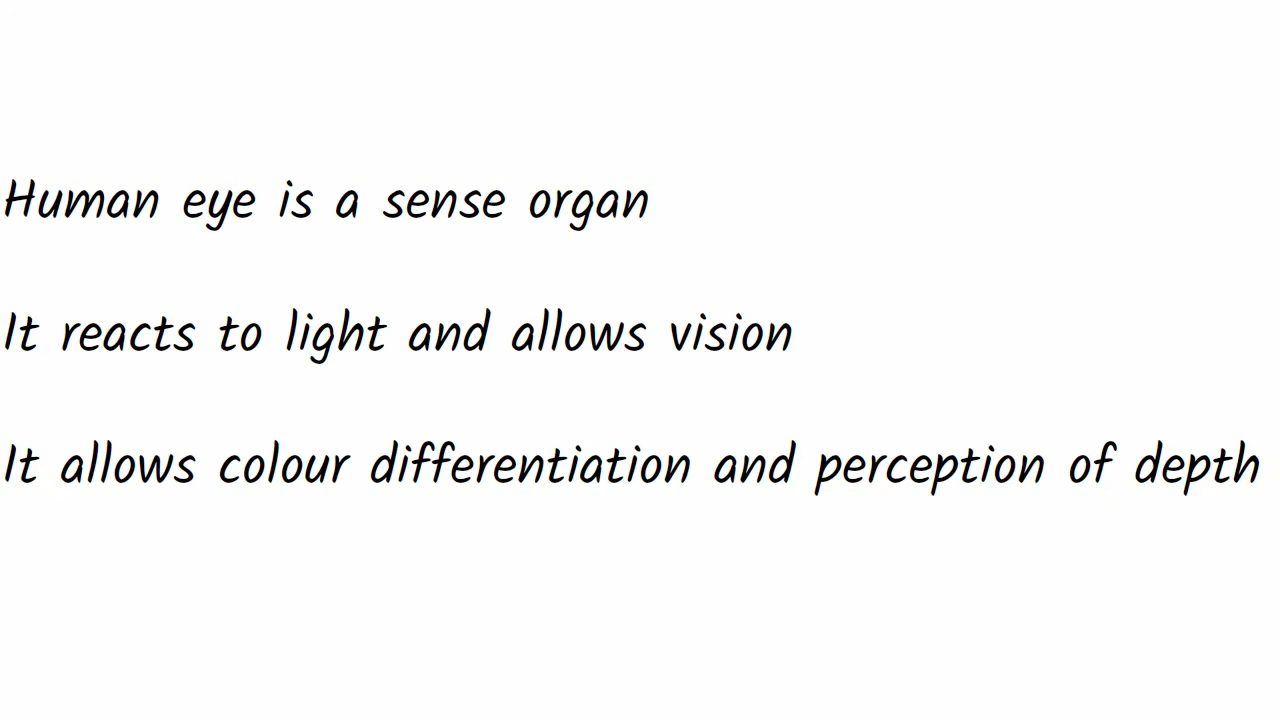 Human eye is a sense organ
It reacts to light and allows vision
It allows colour differentiation and perception of depth